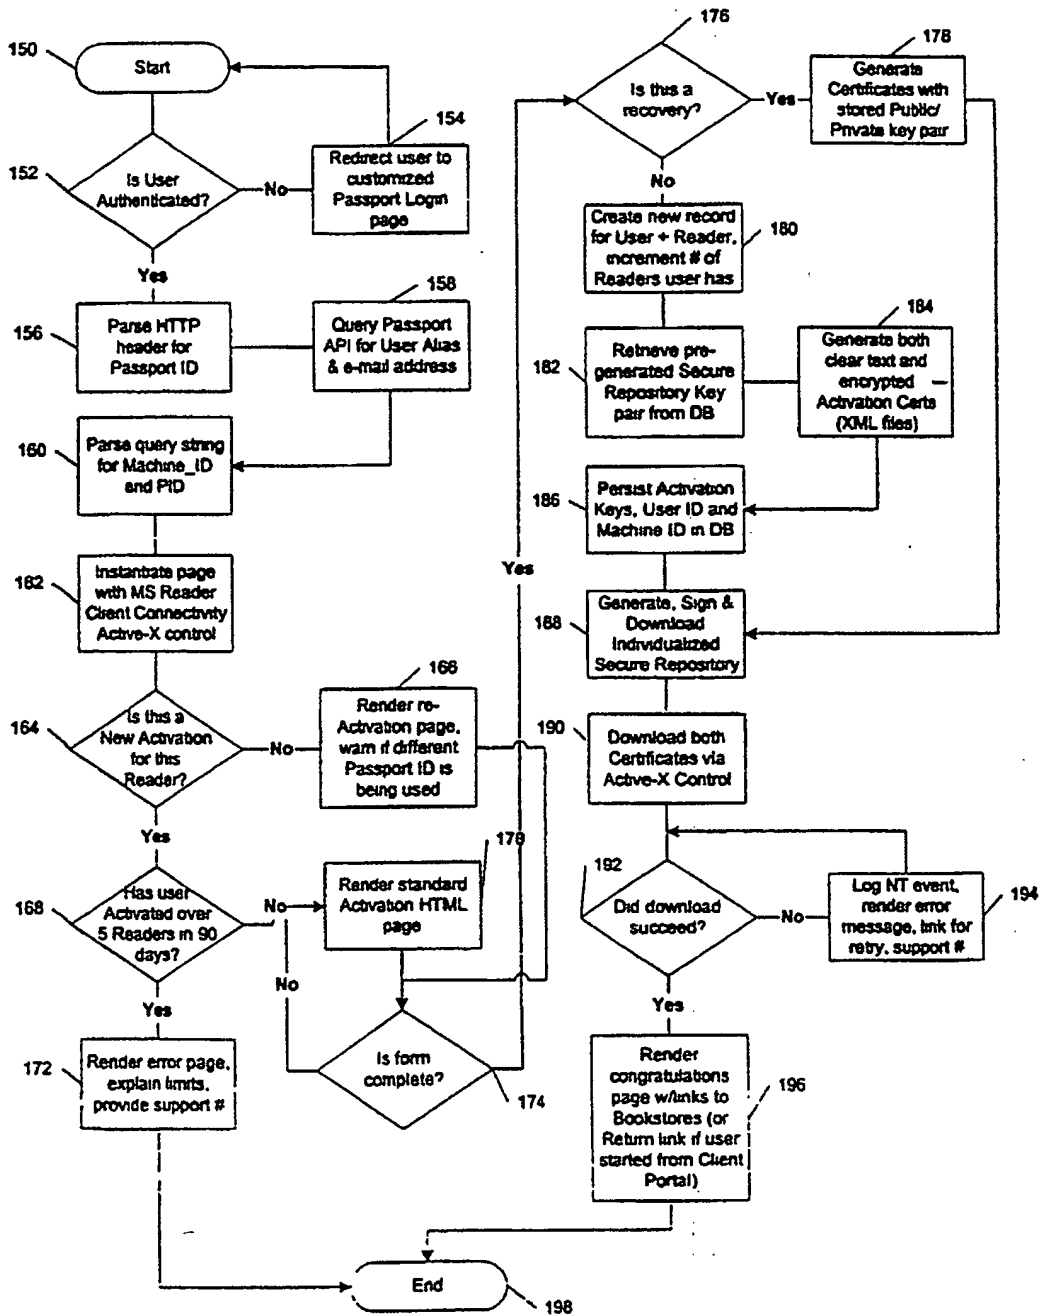 150
Start
154
Redirect user to
customized
Passport Login
page
152
Is User
Authenticated?
No
Yes
156
Parse HTTP
header for
Passport ID
158
Query Passport
API for User Alias
& e-mail address
160
Parse query string
for Machine_ID
and PID
162
Instantiate page
with MS Reader
Client Connectivity
Active-X control
164
Is this a
New Activation
for this
Reader?
No
166
Render re-
Activation page,
warn if different
Passport ID is
being used
Yes
168
Has user
Activated over
5 Readers in 90
days?
No
No
170
Render standard
Activation HTML
page
Yes
172
Render error page,
explain limits,
provide support #
Is form
complete?
174
Yes
176
Is this a
recovery?
Yes
178
Generate
Certificates with
stored Public/
Private key pair
No
Create new record
for User + Reader,
increment # of
Readers user has
180
182
Retrieve pre-
generated Secure
Repository Key
pair from DB
184
Generate both
clear text and
encrypted
Activation Certs
(XML files)
186
Persist Activation
Keys, User ID and
Machine ID in DB
188
Generate, Sign &
Download
Individualized
Secure Repository
190
Download both
Certificates via
Active-X Control
192
Did download
succeed?
No
Log NT event,
render error
message, link for
retry, support #
194
Yes
Render
congratulations
page w/links to
Bookstores (or
Return link if user
started from Client
Portal)
196
End
198